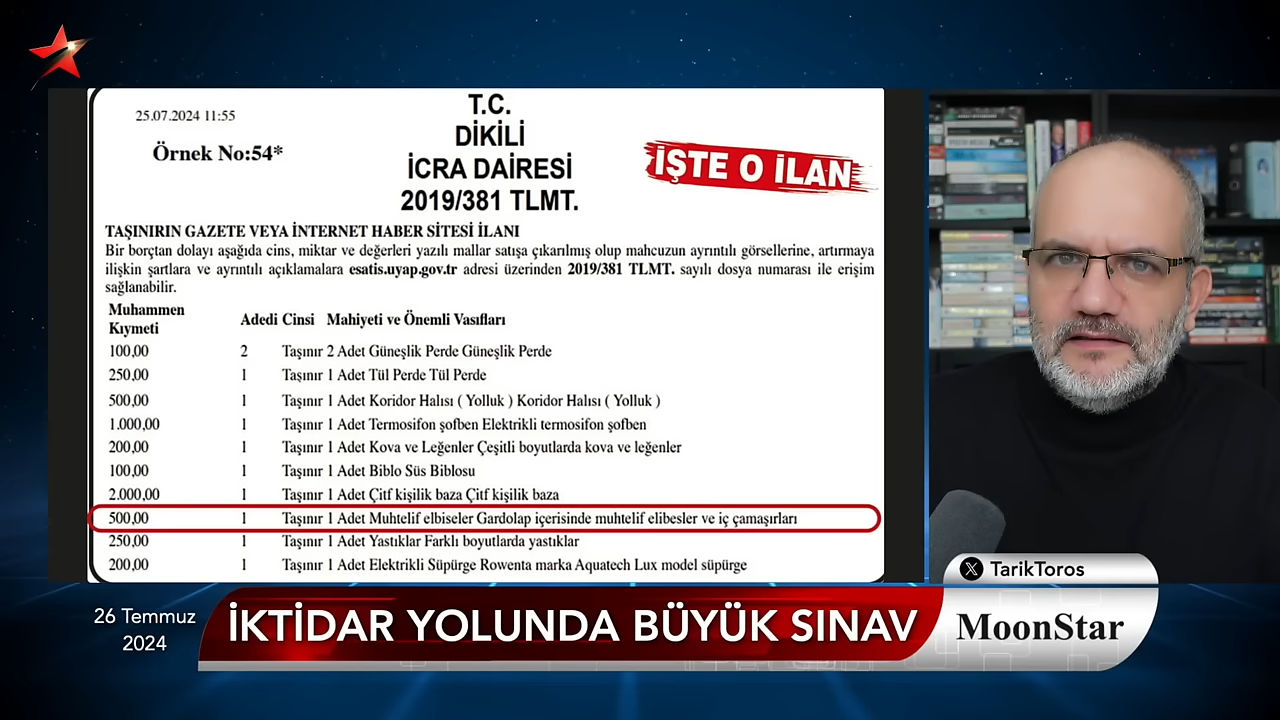 25.07.2024 11:55
Örnek No:54*
T.C.
DİKİLİ
İCRA DAİRESİ
2019/381 TLMT.
İŞTE O İLAN
TAŞINIRIN GAZETE VEYA İNTERNET HABER SİTESİ İLANI
Bir borçtan dolayı aşağıda cins, miktar ve değerleri yazılı mallar satışa çıkarılmış olup mahcuzun ayrıntılı görsellerine, artırmaya
ilişkin şartlara ve ayrıntılı açıklamalara esatis.uyap.gov.tr adresi üzerinden 2019/381 TLMT. sayılı dosya numarası ile erişim
sağlanabilir.
Muhammen
Kıymeti Adedi Cinsi Mahiyeti ve Önemli Vasıfları
100,00 2 Taşınır 2 Adet Güneşlik Perde Güneşlik Perde
250,00 1 Taşınır 1 Adet Tül Perde Tül Perde
500,00 1 Taşınır 1 Adet Koridor Halısı ( Yolluk ) Koridor Halısı ( Yolluk )
1.000,00 1 Taşınır 1 Adet Termosifon şofben Elektrikli termosifon şofben
200,00 1 Taşınır 1 Adet Kova ve Leğenler Çeşitli boyutlarda kova ve leğenler
100,00 1 Taşınır 1 Adet Biblo Süs Biblosu
2.000,00 1 Taşınır 1 Adet Çitf kişilik baza Çitf kişilik baza
500,00 1 Taşınır 1 Adet Muhtelif elbiseler Gardolap içerisinde muhtelif elibesler ve iç çamaşırları
250,00 1 Taşınır 1 Adet Yastıklar Farklı boyutlarda yastıklar
200,00 1 Taşınır 1 Adet Elektrikli Süpürge Rowenta marka Aquatech Lux model süpürge
X TarikToros
MoonStar
26 Temmuz
2024
İKTİDAR YOLUNDA BÜYÜK SINAV